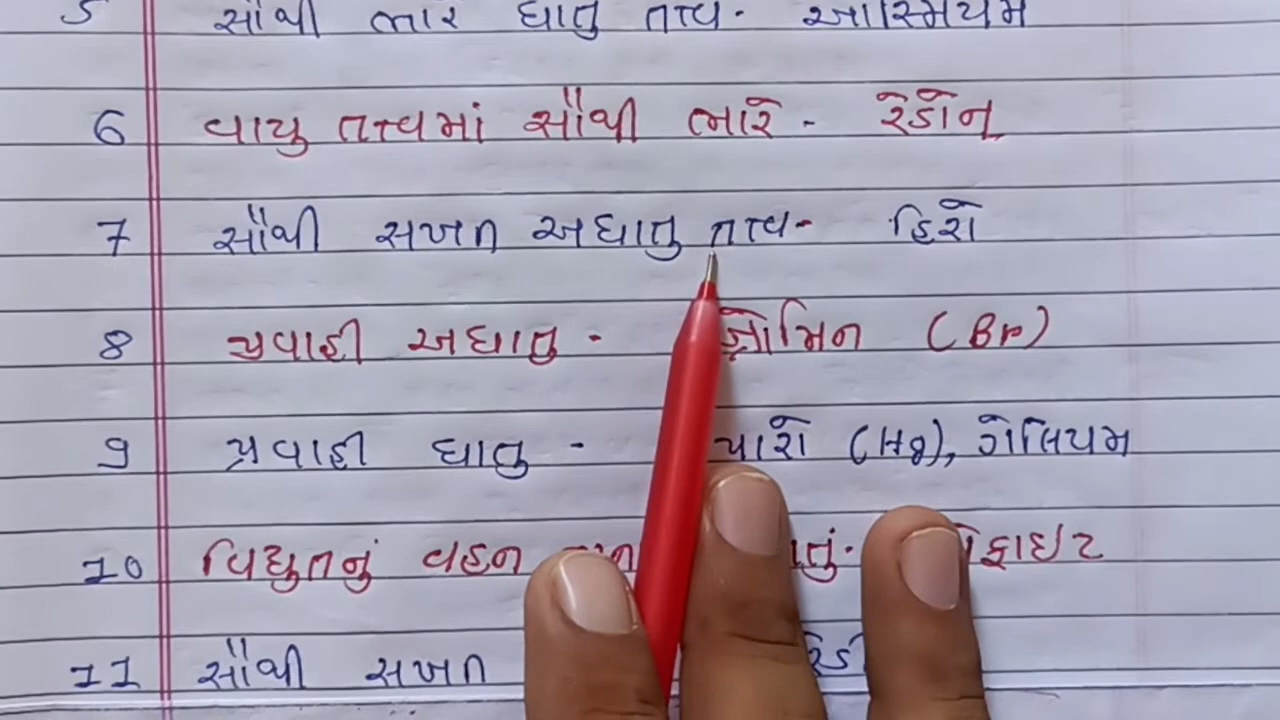 5 સૌથી ભારે ધાતુ તત્વ - ઓસ્મિયમ
6 વાયુ તત્વમાં સૌથી ભારે - રેડોન
7 સૌથી સખત અધાતુ તત્વ - હિરો
8 પ્રવાહી અધાતુ - બ્રોમિન (Br)
9 પ્રવાહી ધાતુ - પારો (Hg), ગેલિયમ
10 વિદ્યુતનું વહન
11 સૌથી સખત